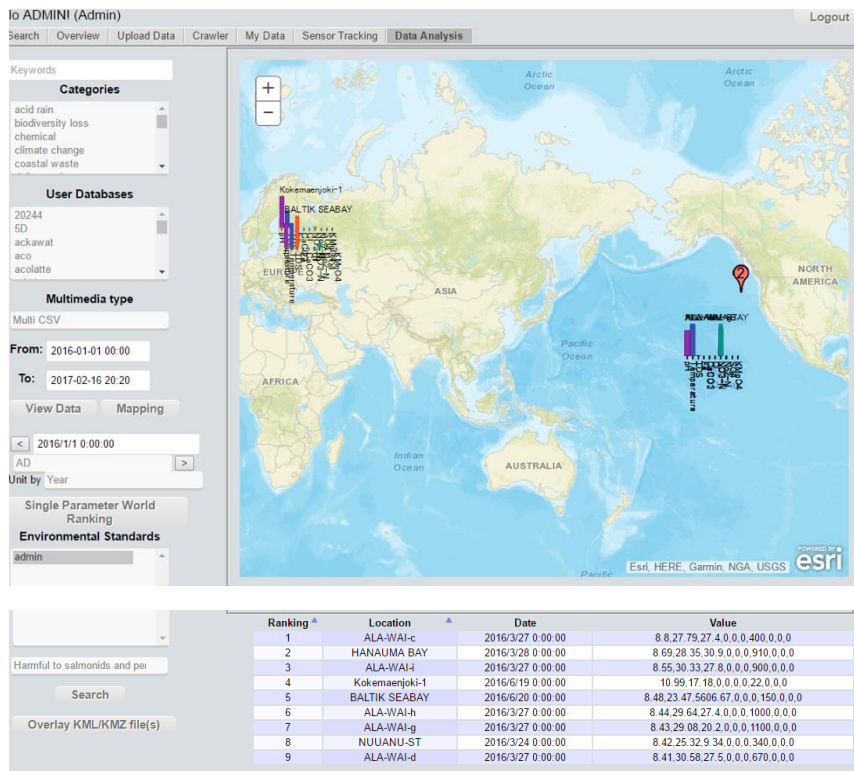 lo ADMIN! (Admin)
Logout
Search Overview Upload Data Crawler My Data Sensor Tracking Data Analysis
Keywords
Categories
acid rain
biodiversity loss
chemical
climate change
coastal waste
User Databases
20244
5D
ackawat
aco
acolatte
Multimedia type
Multi CSV
From: 2016-01-01 00:00
To: 2017-02-16 20:20
View Data Mapping
< 2016/1/1 0:00:00
AD >
Unit by Year
Single Parameter World
Ranking
Environmental Standards
admin
+
−
Arctic
Ocean
Arctic
Ocean
Kokemaenjoki-1
BALTIK SEABAY
pH
Temperature
TDS
CaCO3
KMnO4
EUROPE
ASIA
NORTH
AMERICA
2
pH
Temperature
TDS
CaCO3
KMnO4
Pacific
Ocean
AFRICA
Indian
Ocean
AUSTRALIA
Pacific
Esri, HERE, Garmin, NGA, USGS
POWERED BY
esri
Harmful to salmonids and per
Search
Overlay KML/KMZ file(s)
Ranking Location Date Value
1 ALA-WAI-c 2016/3/27 0:00:00 8.8,27.79,27.4,0,0,0,400,0,0,0
2 HANAUMA BAY 2016/3/28 0:00:00 8.69,28.35,30.9,0,0,0,910,0,0,0
3 ALA-WAI-i 2016/3/27 0:00:00 8.55,30.33,27.8,0,0,0,900,0,0,0
4 Kokemaenjoki-1 2016/6/19 0:00:00 10.99,17.18,0,0,0,0,22,0,0,0
5 BALTIK SEABAY 2016/6/20 0:00:00 8.48,23.47,5606.67,0,0,0,150,0,0,0
6 ALA-WAI-h 2016/3/27 0:00:00 8.44,29.64,27.4,0,0,0,1000,0,0,0
7 ALA-WAI-g 2016/3/27 0:00:00 8.43,29.08,20.2,0,0,0,1100,0,0,0
8 NUUANU-ST 2016/3/24 0:00:00 8.42,25.32,9.34,0,0,0,340,0,0,0
9 ALA-WAI-d 2016/3/27 0:00:00 8.41,30.58,27.5,0,0,0,670,0,0,0